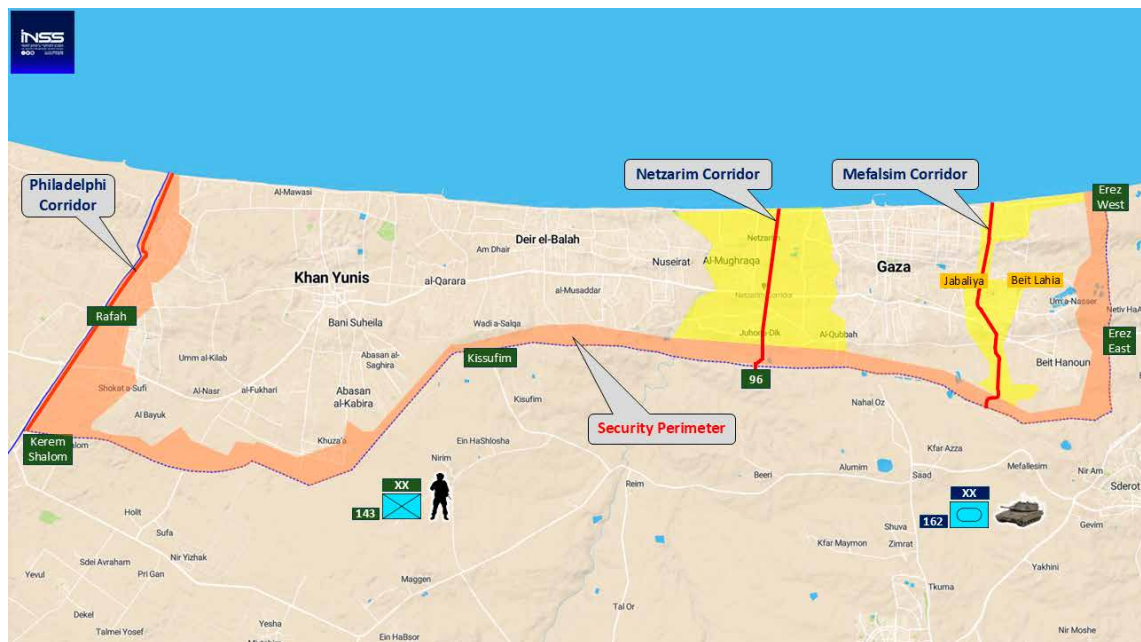 INSS
Philadelphi
Corridor
Netzarim Corridor
Mefalsim Corridor
Erez
West
Al-Mawasi
Deir el-Balah
Am Dhair
Netzarim
Nuseirat
Al-Mughraqa
Gaza
Khan Yunis
al-Qarara
al-Musaddar
Netzarim Corridor
Jabaliya
Beit Lahia
Um a-Nasser
Rafah
Bani Suheila
Wadi a-Salqa
Juhor a-Dik
Al-Qubbah
Erez
East
Umm al-Kilab
Abasan al-
Saghira
Kissufim
Beit Hanoun
Shokat a-Sufi
Al-Nasr
al-Fukhari
Abasan
al-Kabira
96
Al Bayuk
Kisufim
Nahal Oz
Security Perimeter
Kerem
Shalom
Khuza'a
Ein HaShlosha
Kfar Azza
Nirim
Reim
Beeri
Alumim
Saad
Mefallesim
Nir Am
Sderot
XX
143
XX
162
Holit
Sufa
Shuva
Gevim
Kfar Maymon
Zimrat
Nir Yizhak
Sdei Avraham
Yevul
Pri Gan
Maggen
Yakhini
Tkuma
Dekel
Talmei Yosef
Yesha
Tal Or
Ein HaBsor
Nir Moshe